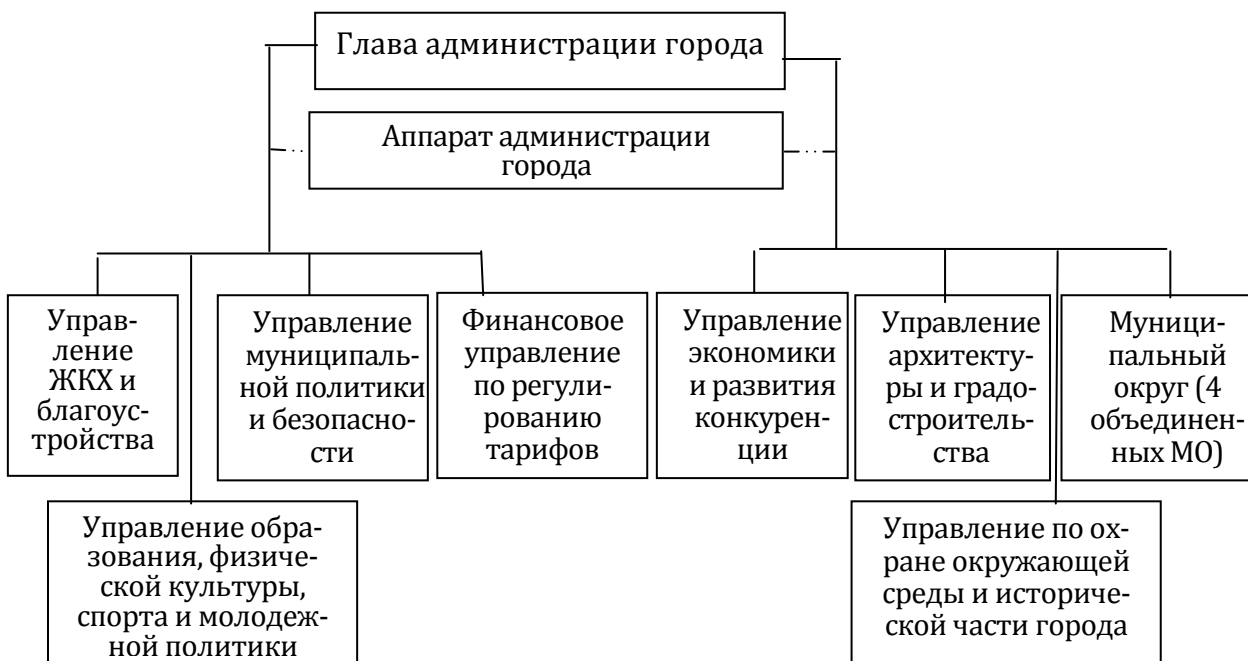 Глава администрации города
Аппарат администрации
города
Управ-
ление
ЖКХ и
благоус-
тройства
Управление
муниципаль-
ной политики
и безопасно-
сти
Финансовое
управление
по регули-
рованию
тарифов
Управление
экономики
и развития
конкурен-
ции
Управление
архитекту-
ры и градо-
строитель-
ства
Муници-
пальный
округ (4
объединен-
ных МО)
Управление обра-
зования, физиче-
ской культуры,
спорта и молодеж-
ной политики
Управление по ох-
ране окружающей
среды и историче-
ской части города